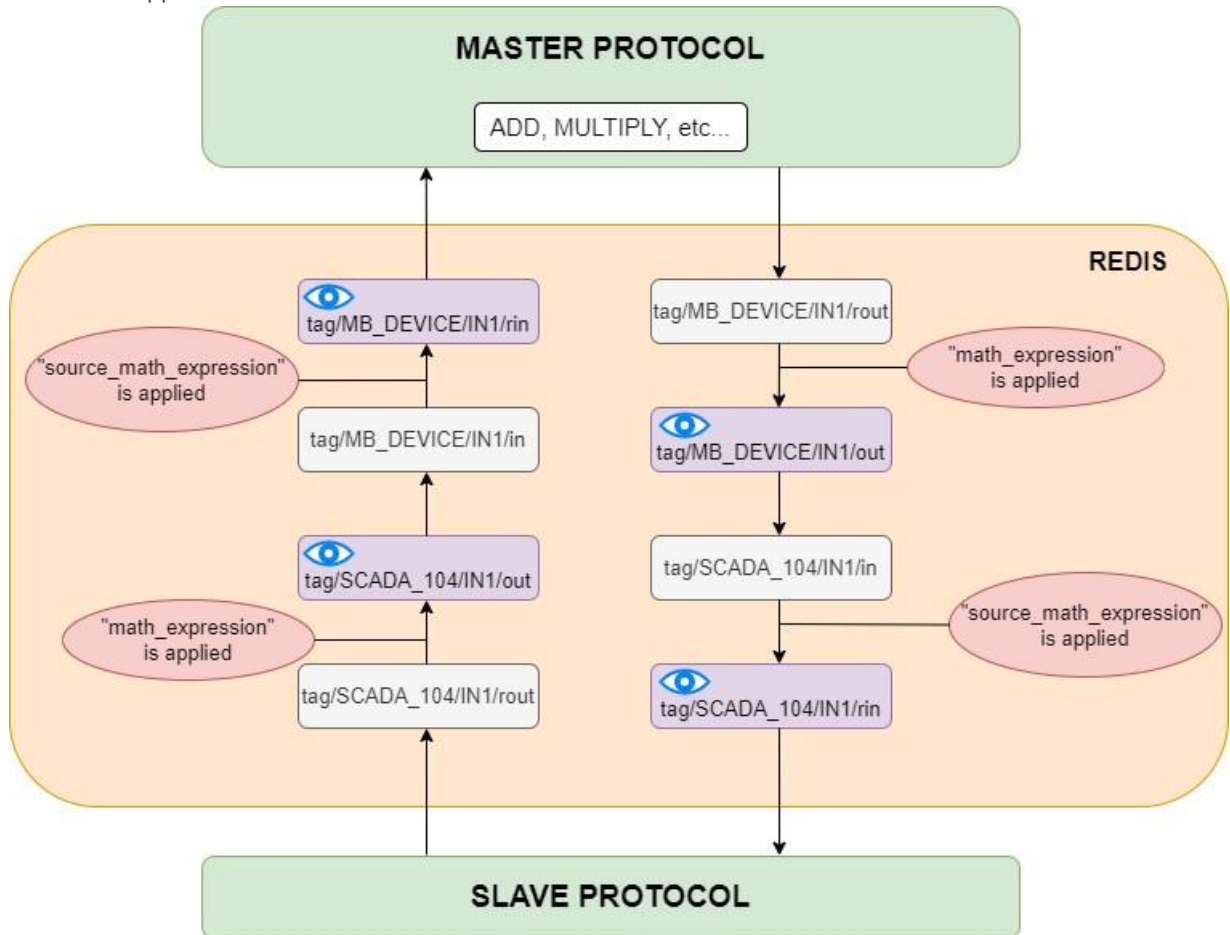 MASTER PROTOCOL
ADD, MULTIPLY, etc...
REDIS
tag/MB_DEVICE/IN1/rin
tag/MB_DEVICE/IN1/rout
"source_math_expression"
is applied
"math_expression"
is applied
tag/MB_DEVICE/IN1/in
tag/MB_DEVICE/IN1/out
tag/SCADA_104/IN1/out
tag/SCADA_104/IN1/in
"math_expression"
is applied
"source_math_expression"
is applied
tag/SCADA_104/IN1/rout
tag/SCADA_104/IN1/rin
SLAVE PROTOCOL